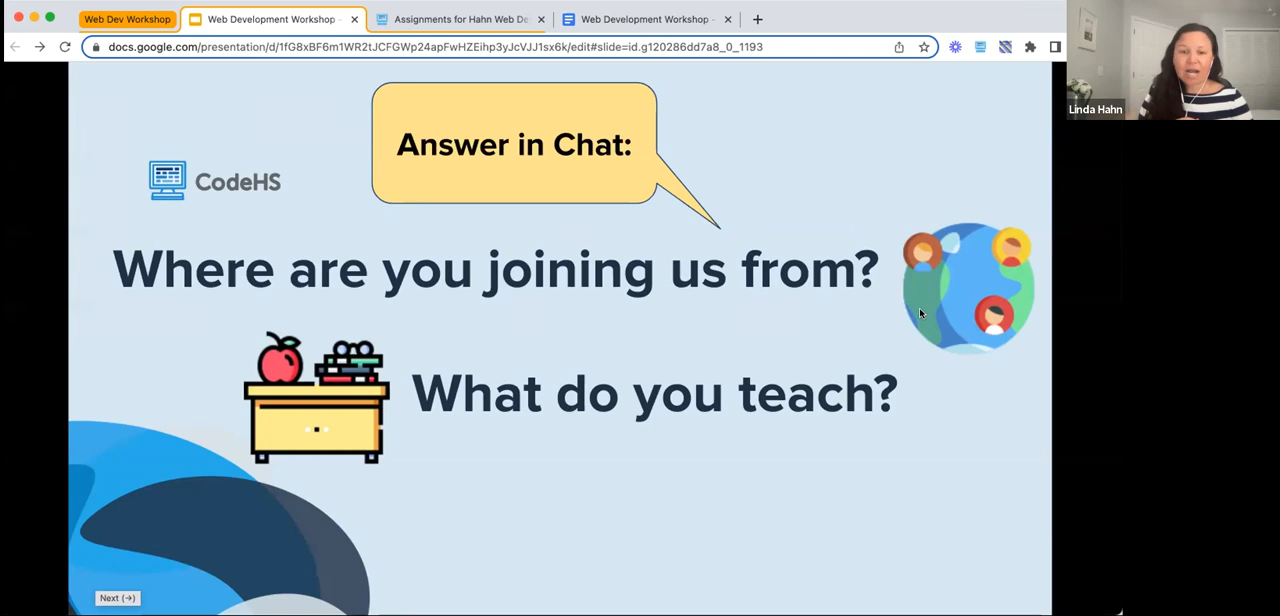 Web Dev Workshop
Web Development Workshop -
Assignments for Hahn Web De
Web Development Workshop -
docs.google.com/presentation/d/1fG8xBF6m1WR2tJCFGWp24apFwHZEihp3yJcVJJ1sx6k/edit#slide=id.g120286dd7a8_0_1193
Linda Hahn
Answer in Chat:
CodeHS
Where are you joining us from?
What do you teach?
Next (→)